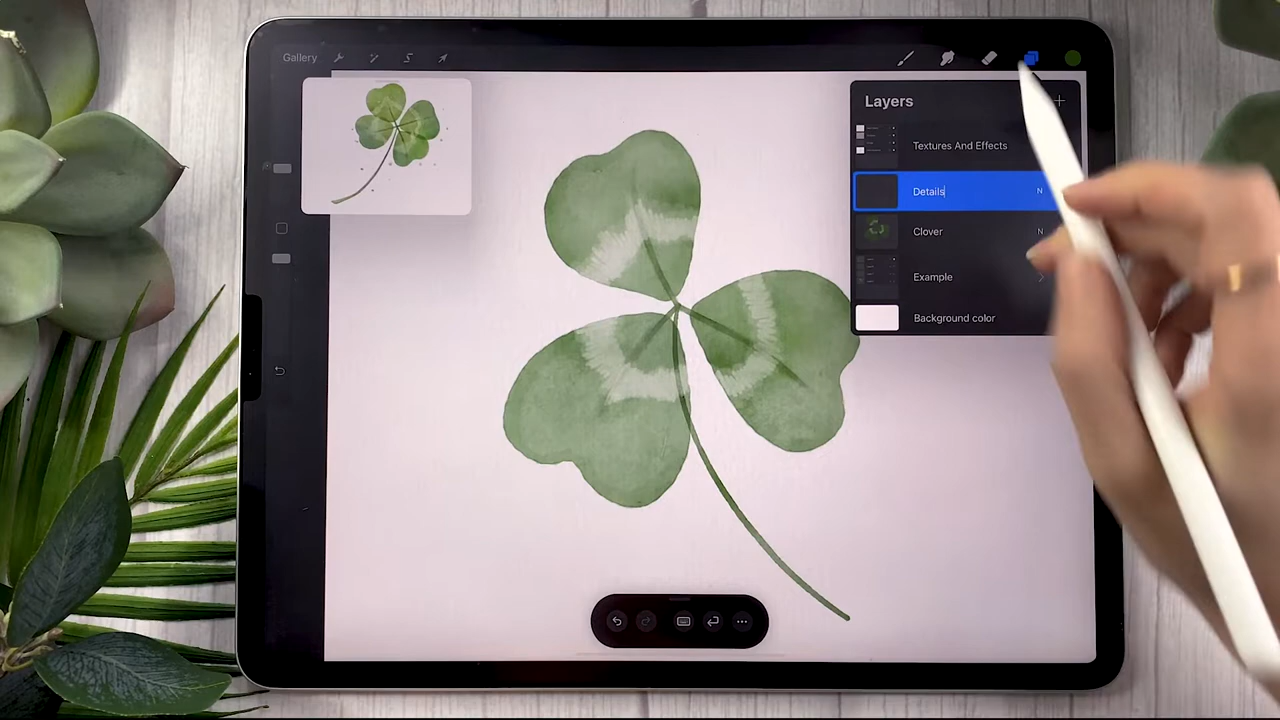 Gallery
Layers
Textures And Effects
Details
N
Clover
N
Example
Background color